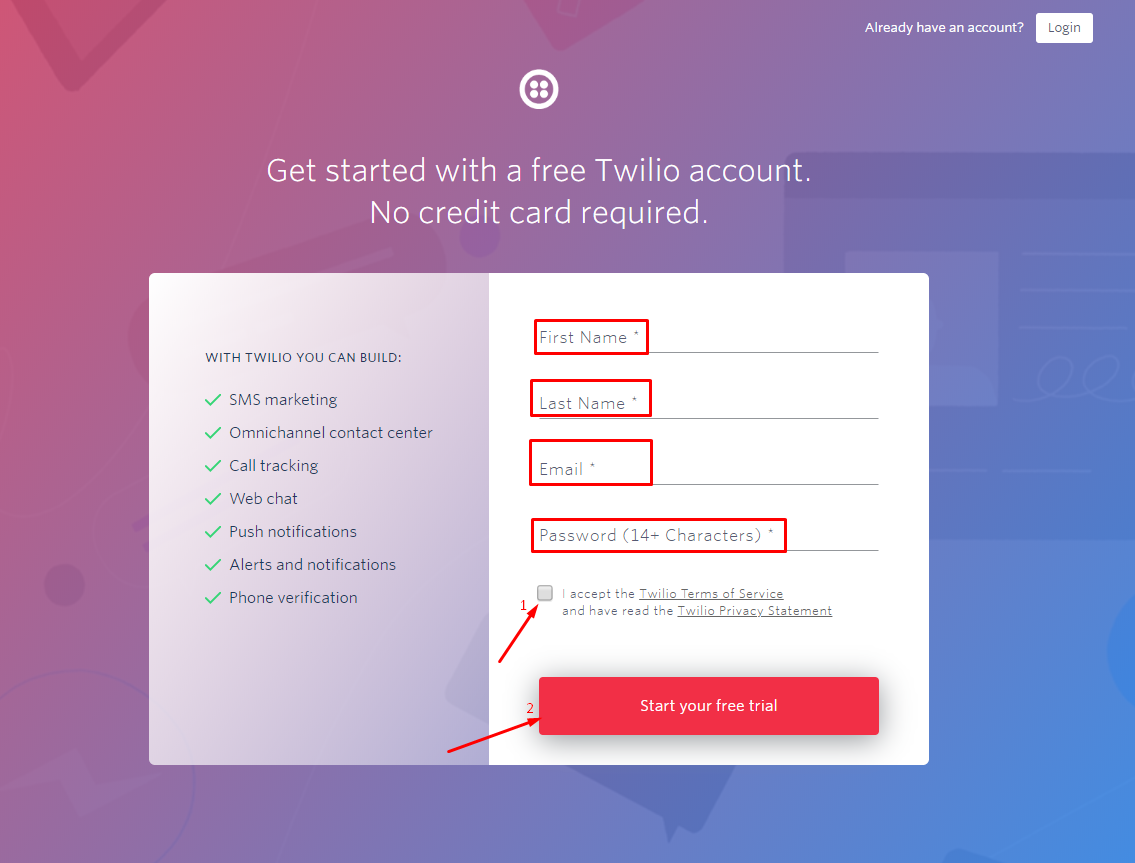 Already have an account?
Login
Get started with a free Twilio account.
No credit card required.
WITH TWILIO YOU CAN BUILD:
SMS marketing
Omnichannel contact center
Call tracking
Web chat
Push notifications
Alerts and notifications
Phone verification
First Name *
Last Name *
Email *
Password (14+ Characters) *
1
I accept the Twilio Terms of Service
and have read the Twilio Privacy Statement
2
Start your free trial